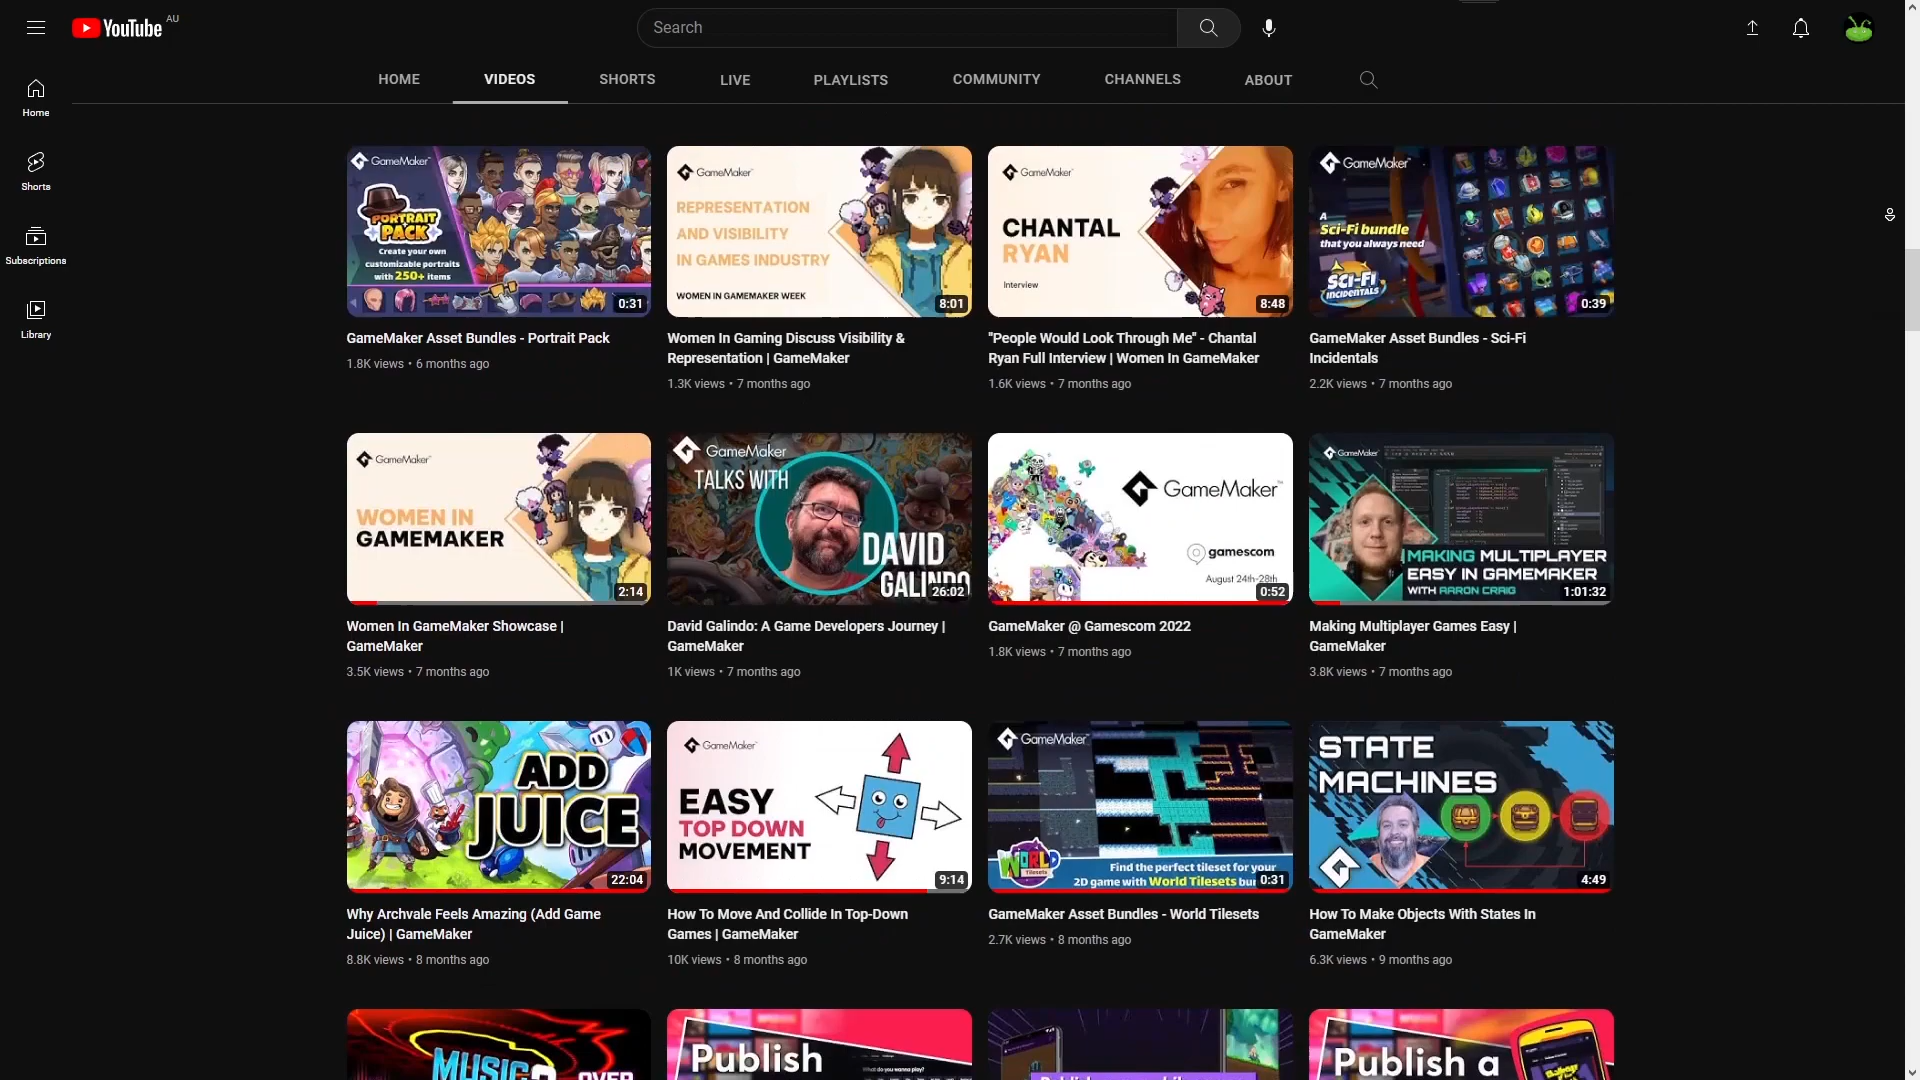 YouTube AU
Search
HOME VIDEOS SHORTS LIVE PLAYLISTS COMMUNITY CHANNELS ABOUT
Home
Shorts
Subscriptions
Library
GameMaker
PORTRAIT
PACK
Create your own
customizable portraits
with 250+ items
0:31
GameMaker Asset Bundles - Portrait Pack
1.8K views • 6 months ago
GameMaker
REPRESENTATION
AND VISIBILITY
IN GAMES INDUSTRY
WOMEN IN GAMEMAKER WEEK
8:01
Women In Gaming Discuss Visibility &
Representation | GameMaker
1.3K views • 7 months ago
GameMaker
CHANTAL
RYAN
Interview
8:48
"People Would Look Through Me" - Chantal
Ryan Full Interview | Women In GameMaker
1.6K views • 7 months ago
GameMaker
A
Sci-Fi bundle
that you always need
SCI-FI
INCIDENTALS
0:39
GameMaker Asset Bundles - Sci-Fi
Incidentals
2.2K views • 7 months ago
GameMaker
WOMEN IN
GAMEMAKER
2:14
Women In GameMaker Showcase |
GameMaker
3.5K views • 7 months ago
GameMaker
TALKS WITH
DAVID
GALINDO
26:02
David Galindo: A Game Developers Journey |
GameMaker
1K views • 7 months ago
GameMaker™
gamescom
August 24th-28th
0:52
GameMaker @ Gamescom 2022
1.8K views • 7 months ago
GameMaker
MAKING MULTIPLAYER
EASY IN GAMEMAKER
WITH AARON CRAIG
1:01:32
Making Multiplayer Games Easy |
GameMaker
3.8K views • 7 months ago
ADD
JUICE
22:04
Why Archvale Feels Amazing (Add Game
Juice) | GameMaker
8.8K views • 8 months ago
GameMaker
EASY
TOP DOWN
MOVEMENT
9:14
How To Move And Collide In Top-Down
Games | GameMaker
10K views • 8 months ago
GameMaker
WORLD
Tilesets
Find the perfect tileset for your
2D game with World Tilesets
0:31
GameMaker Asset Bundles - World Tilesets
2.7K views • 8 months ago
STATE
MACHINES
4:49
How To Make Objects With States In
GameMaker
6.3K views • 9 months ago
MUSIC
OVER
Publish
What do you wanna play?
Publish a